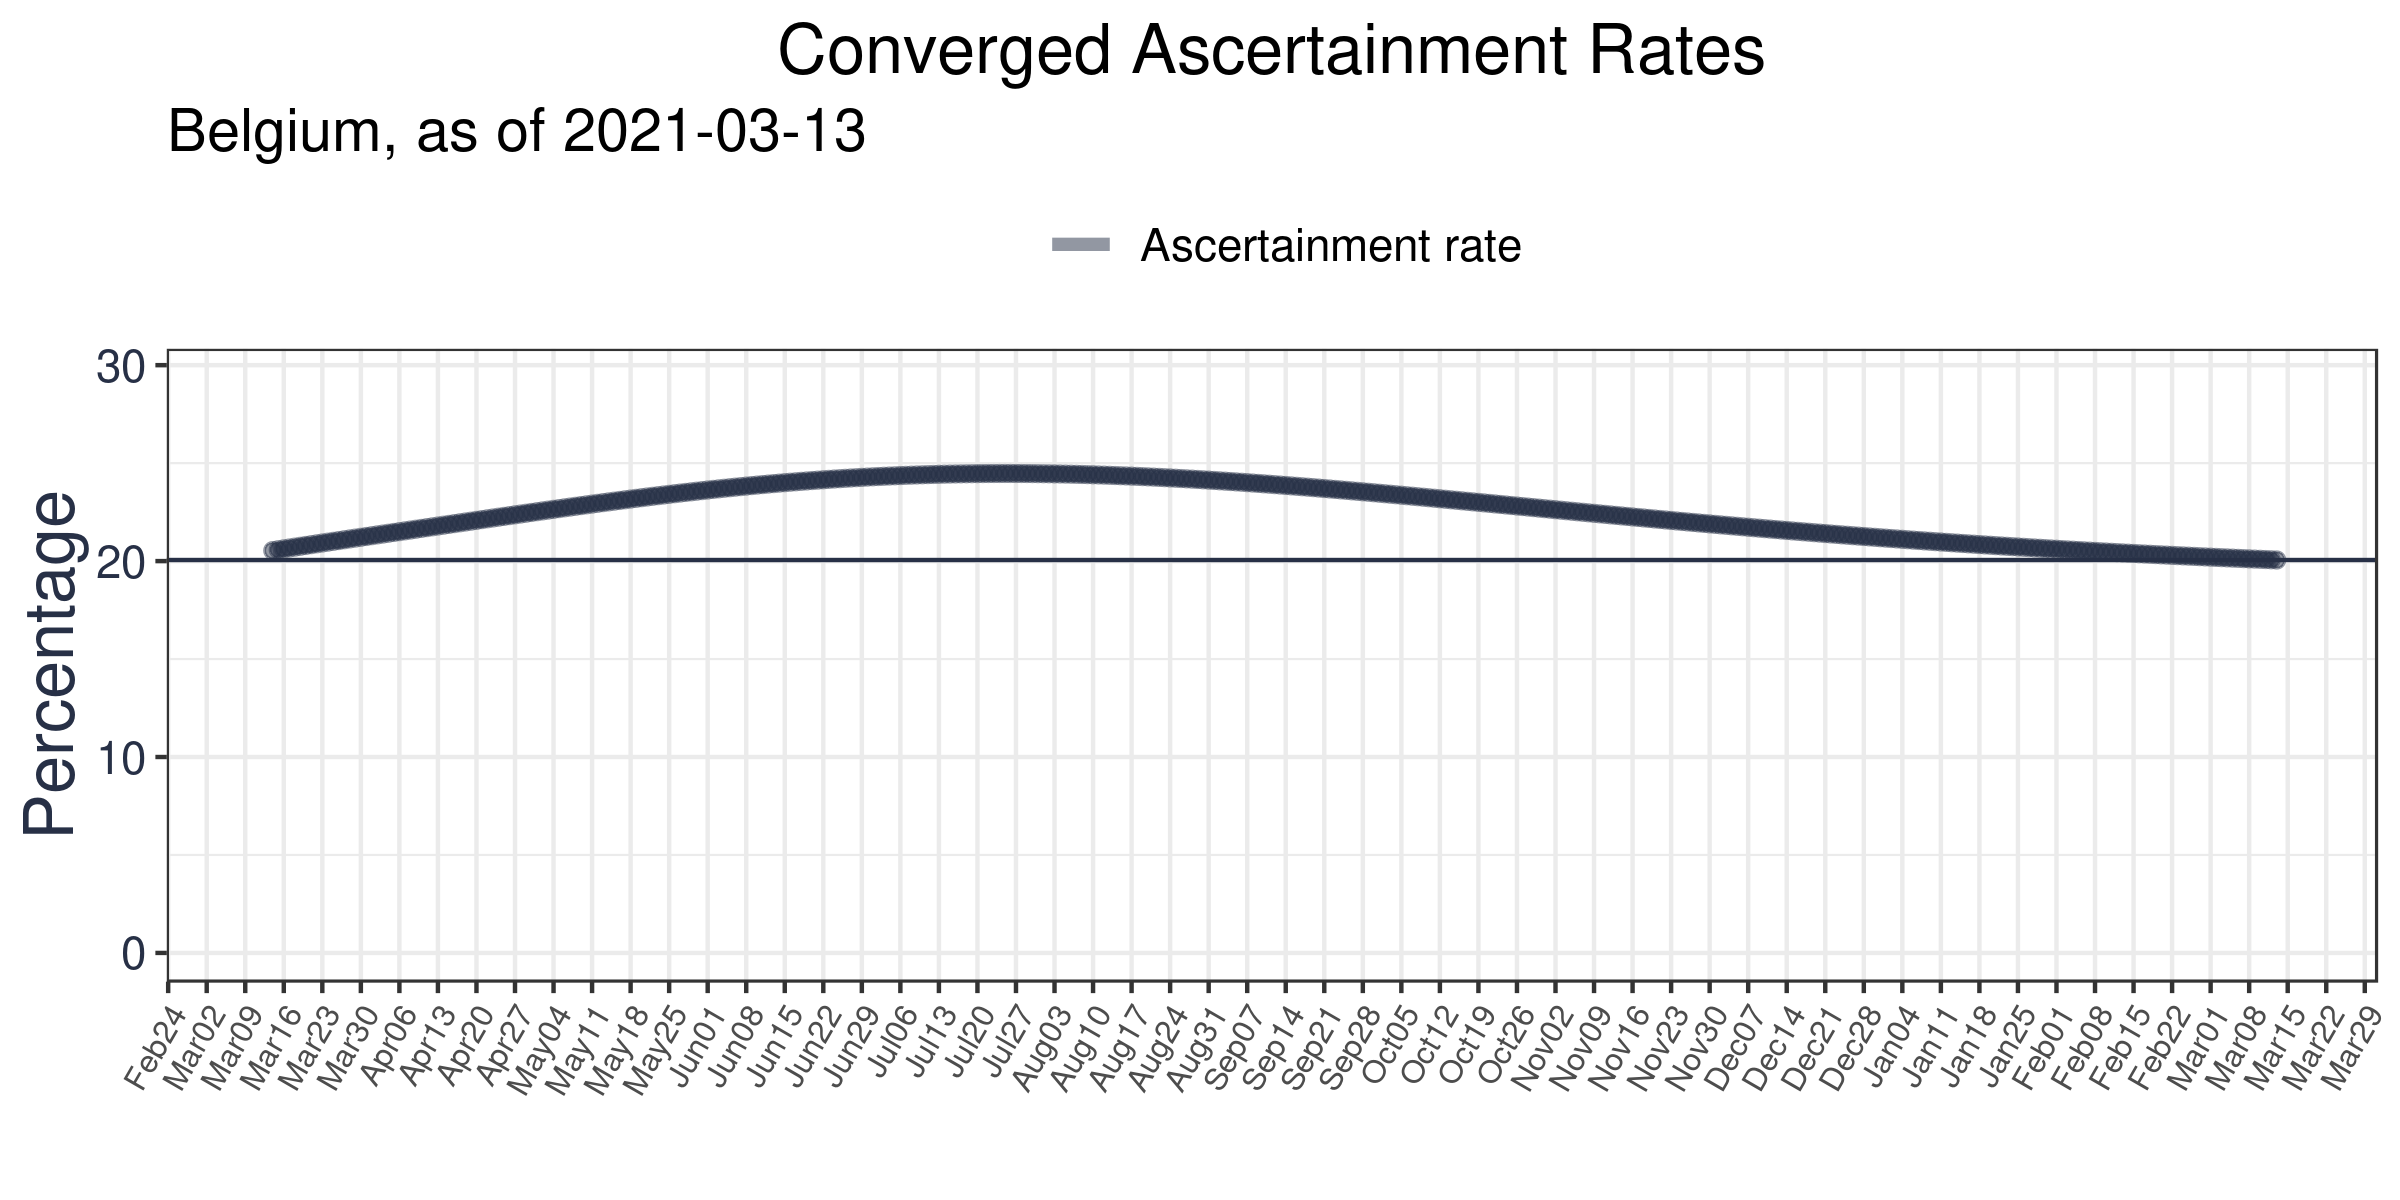 Converged Ascertainment Rates
Belgium, as of 2021-03-13
Ascertainment rate
Percentage
30
20
10
0
Feb24 Mar02 Mar09 Mar16 Mar23 Mar30 Apr06 Apr13 Apr20 Apr27 May04 May11 May18 May25 Jun01 Jun08 Jun15 Jun22 Jun29 Jul06 Jul13 Jul20 Jul27 Aug03 Aug10 Aug17 Aug24 Aug31 Sep07 Sep14 Sep21 Sep28 Oct05 Oct12 Oct19 Oct26 Nov02 Nov09 Nov16 Nov23 Nov30 Dec07 Dec14 Dec21 Dec28 Jan04 Jan11 Jan18 Jan25 Feb01 Feb08 Feb15 Feb22 Mar01 Mar08 Mar15 Mar22 Mar29